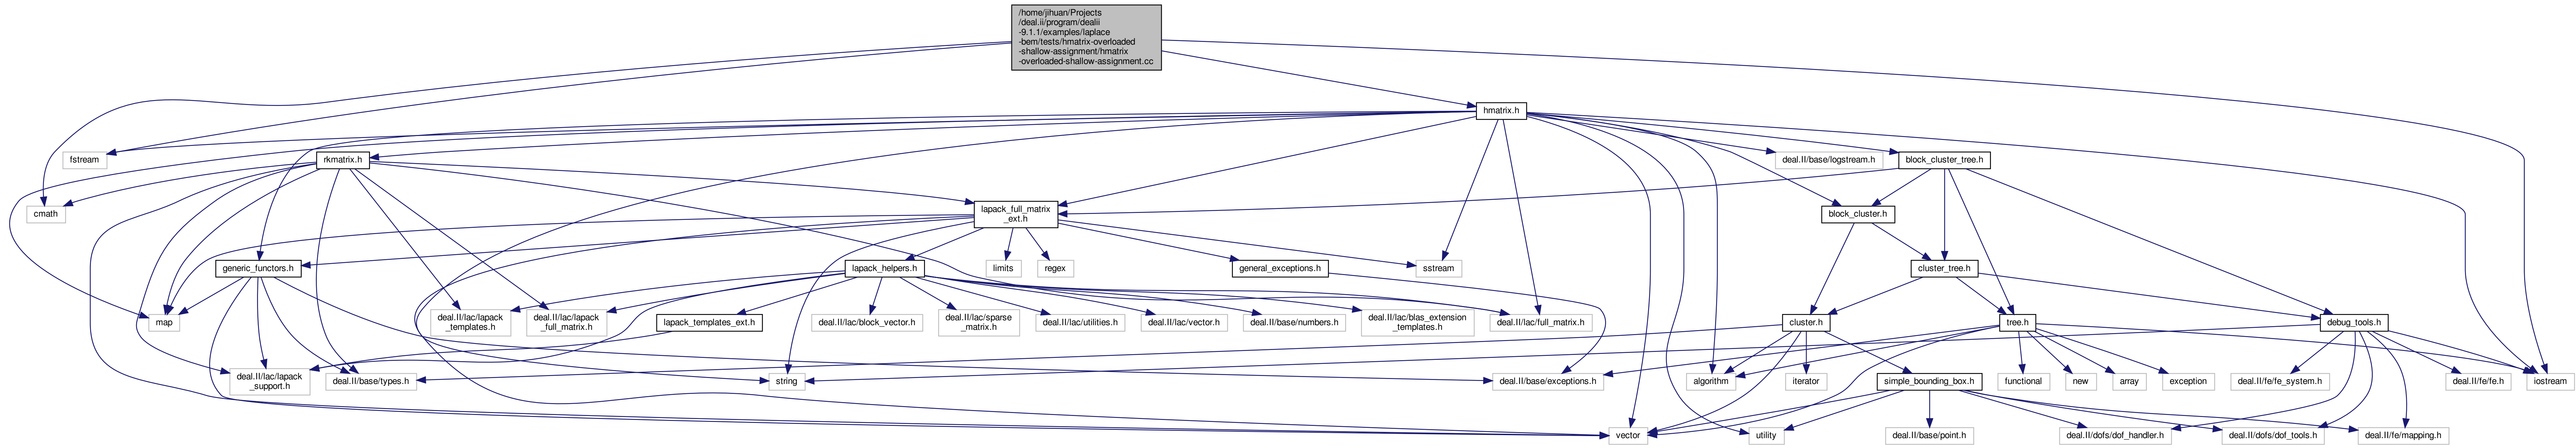 /home/jihuan/Projects
/deal.ii/program/dealii
-9.1.1/examples/laplace
-bem/tests/hmatrix-overloaded
-shallow-assignment/hmatrix
-overloaded-shallow-assignment.cc
hmatrix.h
fstream
rkmatrix.h
deal.II/base/logstream.h
block_cluster_tree.h
cmath
lapack_full_matrix
_ext.h
block_cluster.h
generic_functors.h
lapack_helpers.h
limits
regex
general_exceptions.h
sstream
cluster_tree.h
map
deal.II/lac/lapack
_templates.h
deal.II/lac/lapack
_full_matrix.h
lapack_templates_ext.h
deal.II/lac/block_vector.h
deal.II/lac/sparse
_matrix.h
deal.II/lac/utilities.h
deal.II/lac/vector.h
deal.II/base/numbers.h
deal.II/lac/blas_extension
_templates.h
deal.II/lac/full_matrix.h
cluster.h
tree.h
debug_tools.h
deal.II/lac/lapack
_support.h
deal.II/base/types.h
string
deal.II/base/exceptions.h
algorithm
iterator
simple_bounding_box.h
functional
new
array
exception
deal.II/fe/fe_system.h
deal.II/fe/fe.h
iostream
vector
utility
deal.II/base/point.h
deal.II/dofs/dof_handler.h
deal.II/dofs/dof_tools.h
deal.II/fe/mapping.h